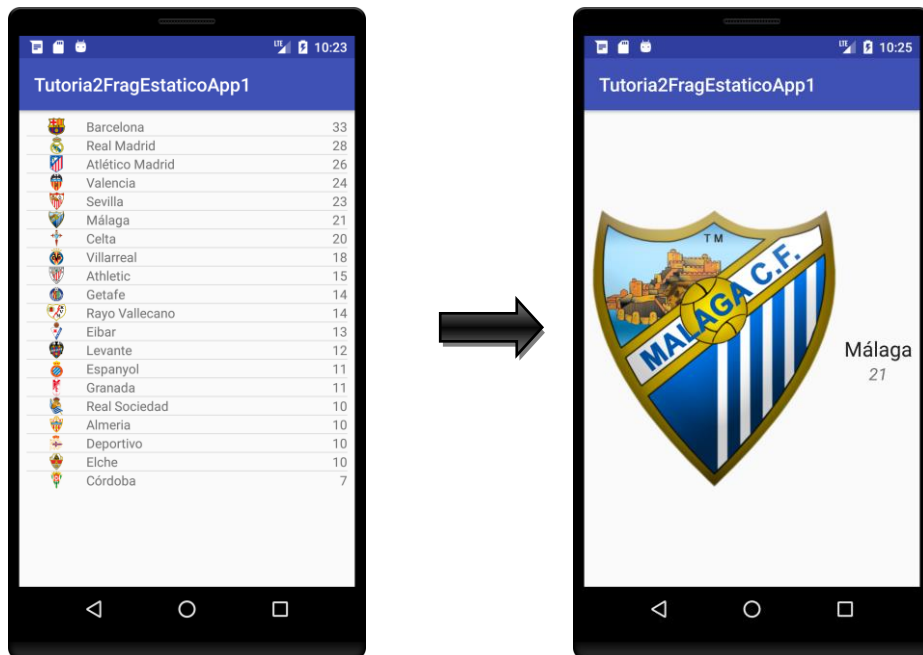 LTE 10:23
Tutoria2FragEstaticoApp1
Barcelona 33
Real Madrid 28
Atlético Madrid 26
Valencia 24
Sevilla 23
Málaga 21
Celta 20
Villarreal 18
Athletic 15
Getafe 14
Rayo Vallecano 14
Eibar 13
Levante 12
Espanyol 11
Granada 11
Real Sociedad 10
Almeria 10
Deportivo 10
Elche 10
Córdoba 7
LTE 10:25
Tutoria2FragEstaticoApp1
TM
MALAGA C.F.
Málaga
21